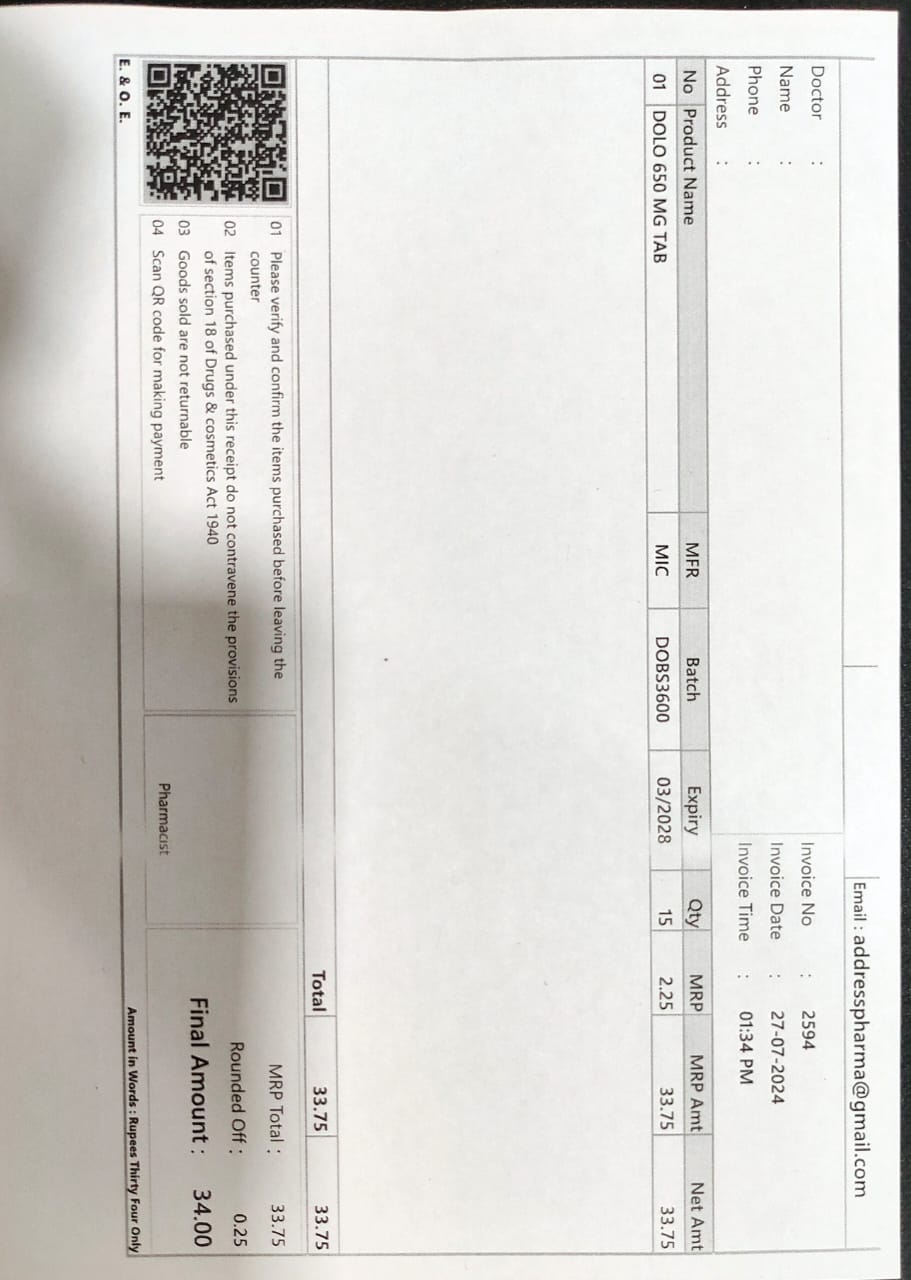 Email : addresspharma@gmail.com
Doctor :
Name :
Phone :
Address :
Invoice No : 2594
Invoice Date : 27-07-2024
Invoice Time : 01:34 PM
No Product Name MFR Batch Expiry Qty MRP MRP Amt Net Amt
01 DOLO 650 MG TAB MIC DOBS3600 03/2028 15 2.25 33.75 33.75
Total 33.75 33.75
01 Please verify and confirm the items purchased before leaving the
counter
02 Items purchased under this receipt do not contravene the provisions
of section 18 of Drugs & cosmetics Act 1940
03 Goods sold are not returnable
04 Scan QR code for making payment
Pharmacist
MRP Total : 33.75
Rounded Off : 0.25
Final Amount : 34.00
E. & O. E.
Amount in Words : Rupees Thirty Four Only